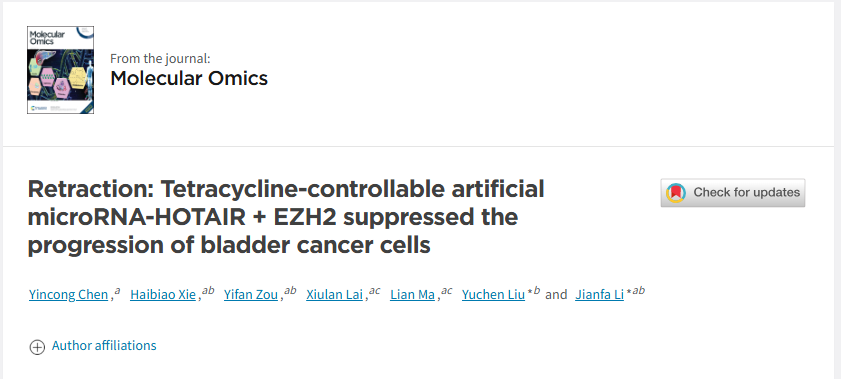 Molecular
Omics
From the journal:
Molecular Omics
Retraction: Tetracycline-controllable artificial
microRNA-HOTAIR + EZH2 suppressed the
progression of bladder cancer cells
Check for updates
Yincong Chen,a Haibiao Xie,ab Yifan Zou,ab Xiulan Lai,ac Lian Ma,ac Yuchen Liu*b and Jianfa Li*ab
Author affiliations